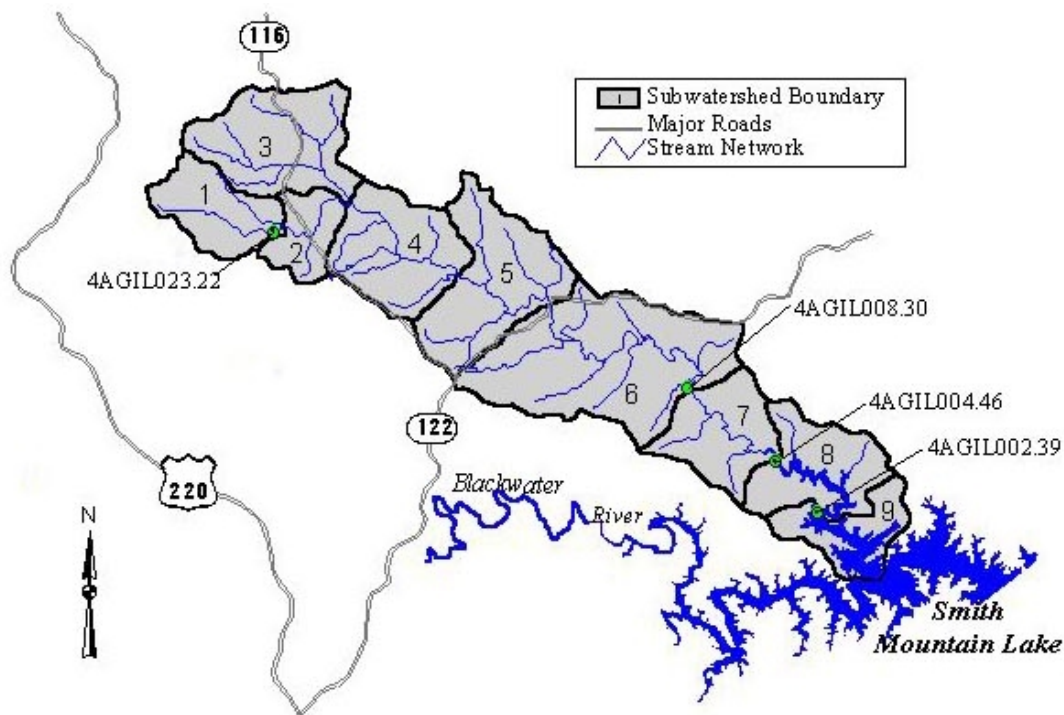 116
Subwatershed Boundary
Major Roads
Stream Network
3
1
2
4
5
4AGIL023.22
4AGIL008.30
6
7
4AGIL004.46
8
4AGIL002.39
9
122
220
Blackwater
River
N
Smith
Mountain Lake